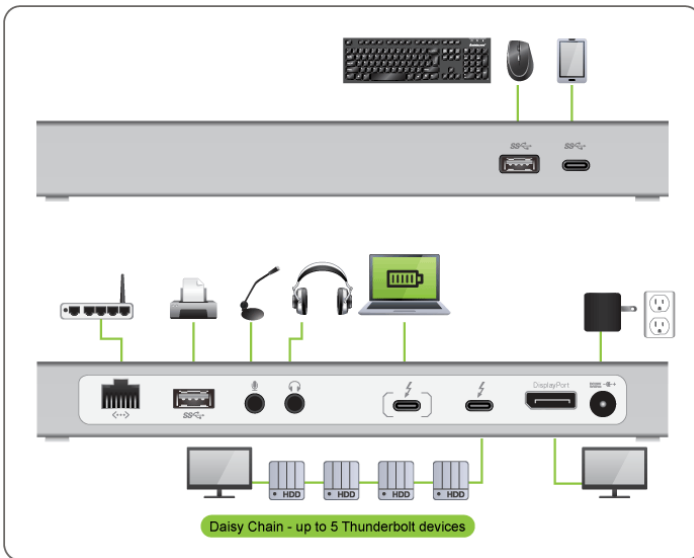 SS
SS
SS
DisplayPort
HDD
HDD
HDD
HDD
Daisy Chain - up to 5 Thunderbolt devices